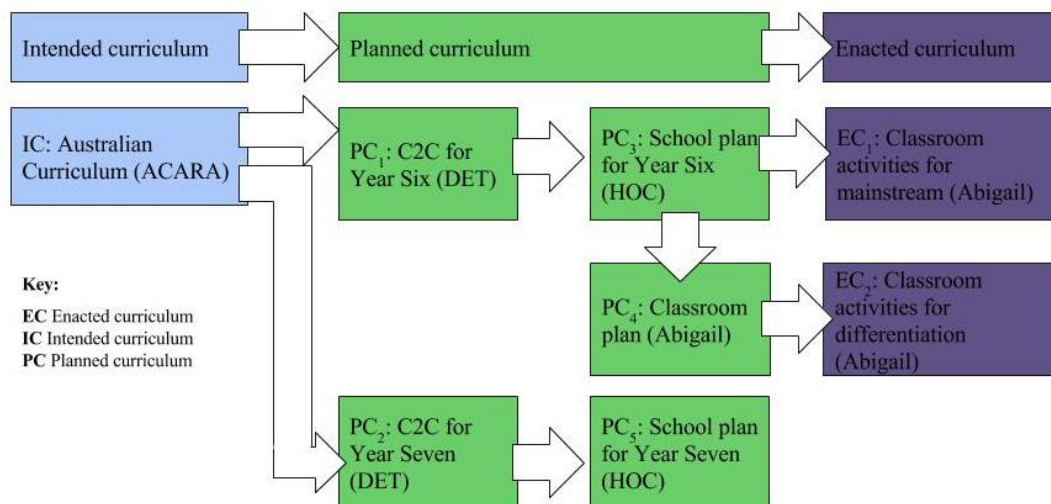 Intended curriculum
Planned curriculum
Enacted curriculum
IC: Australian
Curriculum (ACARA)
PC₁: C2C for
Year Six (DET)
PC₃: School plan
for Year Six
(HOC)
EC₁: Classroom
activities for
mainstream (Abigail)
Key:
EC Enacted curriculum
IC Intended curriculum
PC Planned curriculum
PC₄: Classroom
plan (Abigail)
EC₂: Classroom
activities for
differentiation
(Abigail)
PC₂: C2C for
Year Seven
(DET)
PC₅: School plan
for Year Seven
(HOC)